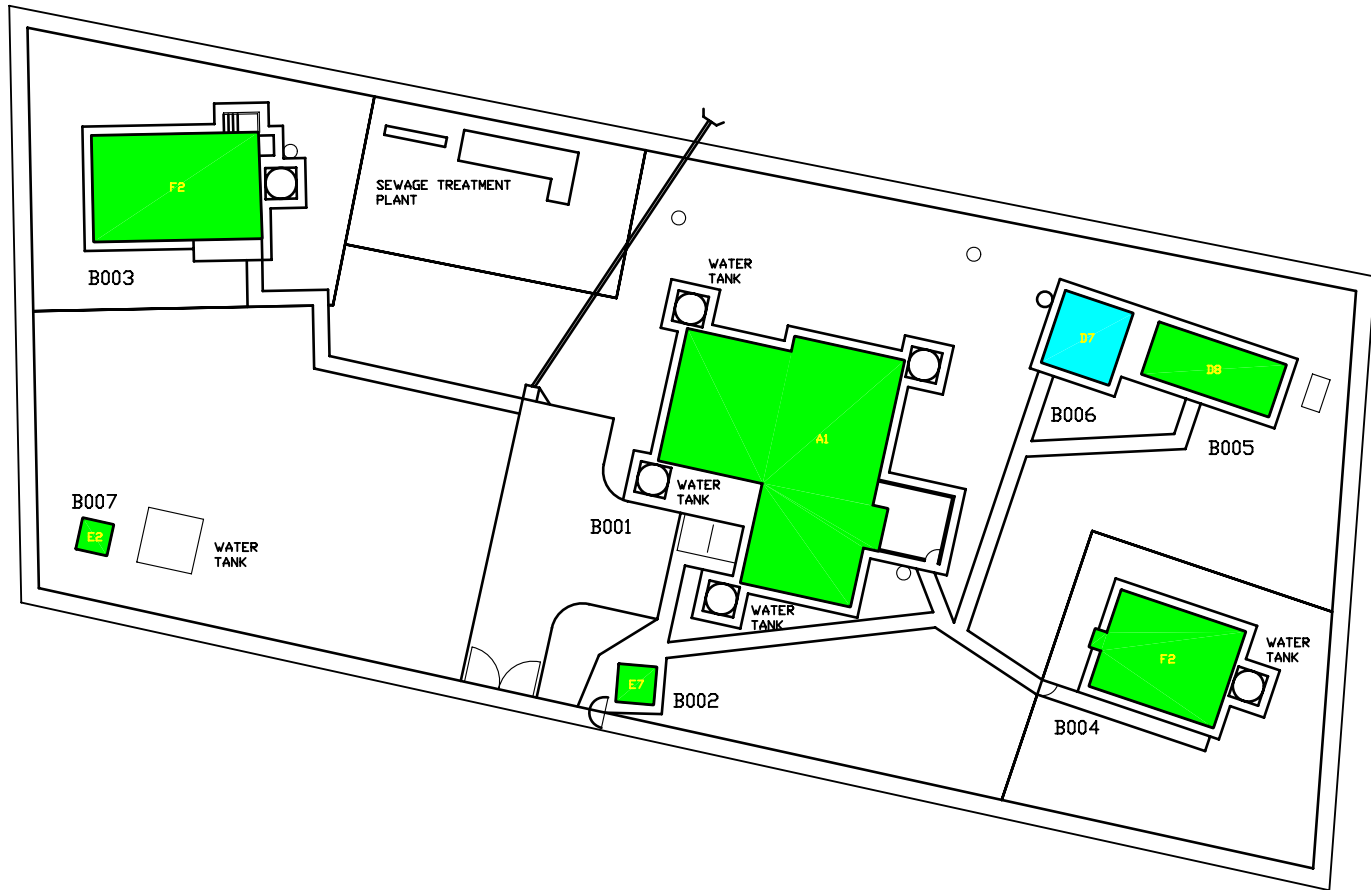 F2
SEWAGE TREATMENT
PLANT
B003
WATER
TANK
D7
D8
B006
B005
A1
WATER
TANK
B001
B007
E2
WATER
TANK
WATER
TANK
E7
B002
F2
WATER
TANK
B004